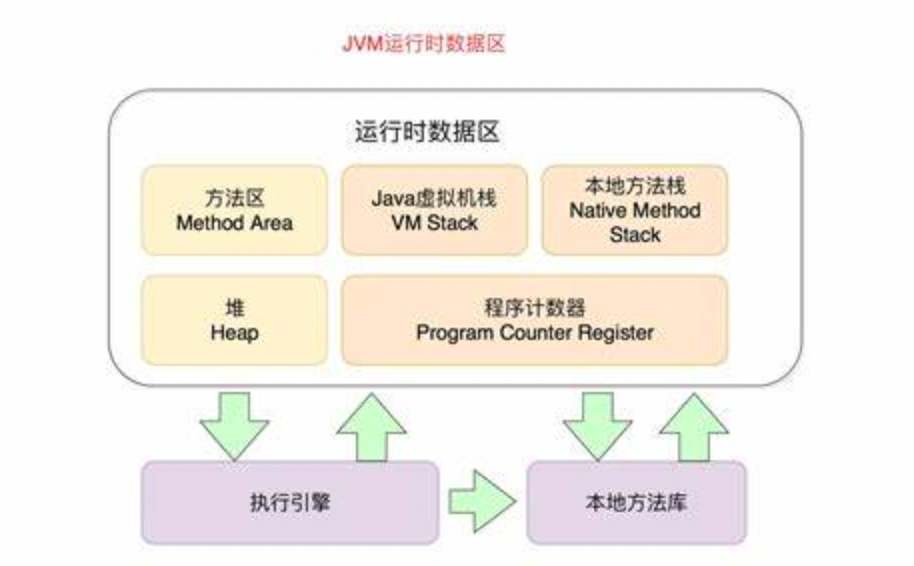 JVM运行时数据区
运行时数据区
方法区
Method Area
Java虚拟机栈
VM Stack
本地方法栈
Native Method
Stack
堆
Heap
程序计数器
Program Counter Register
执行引擎
本地方法库